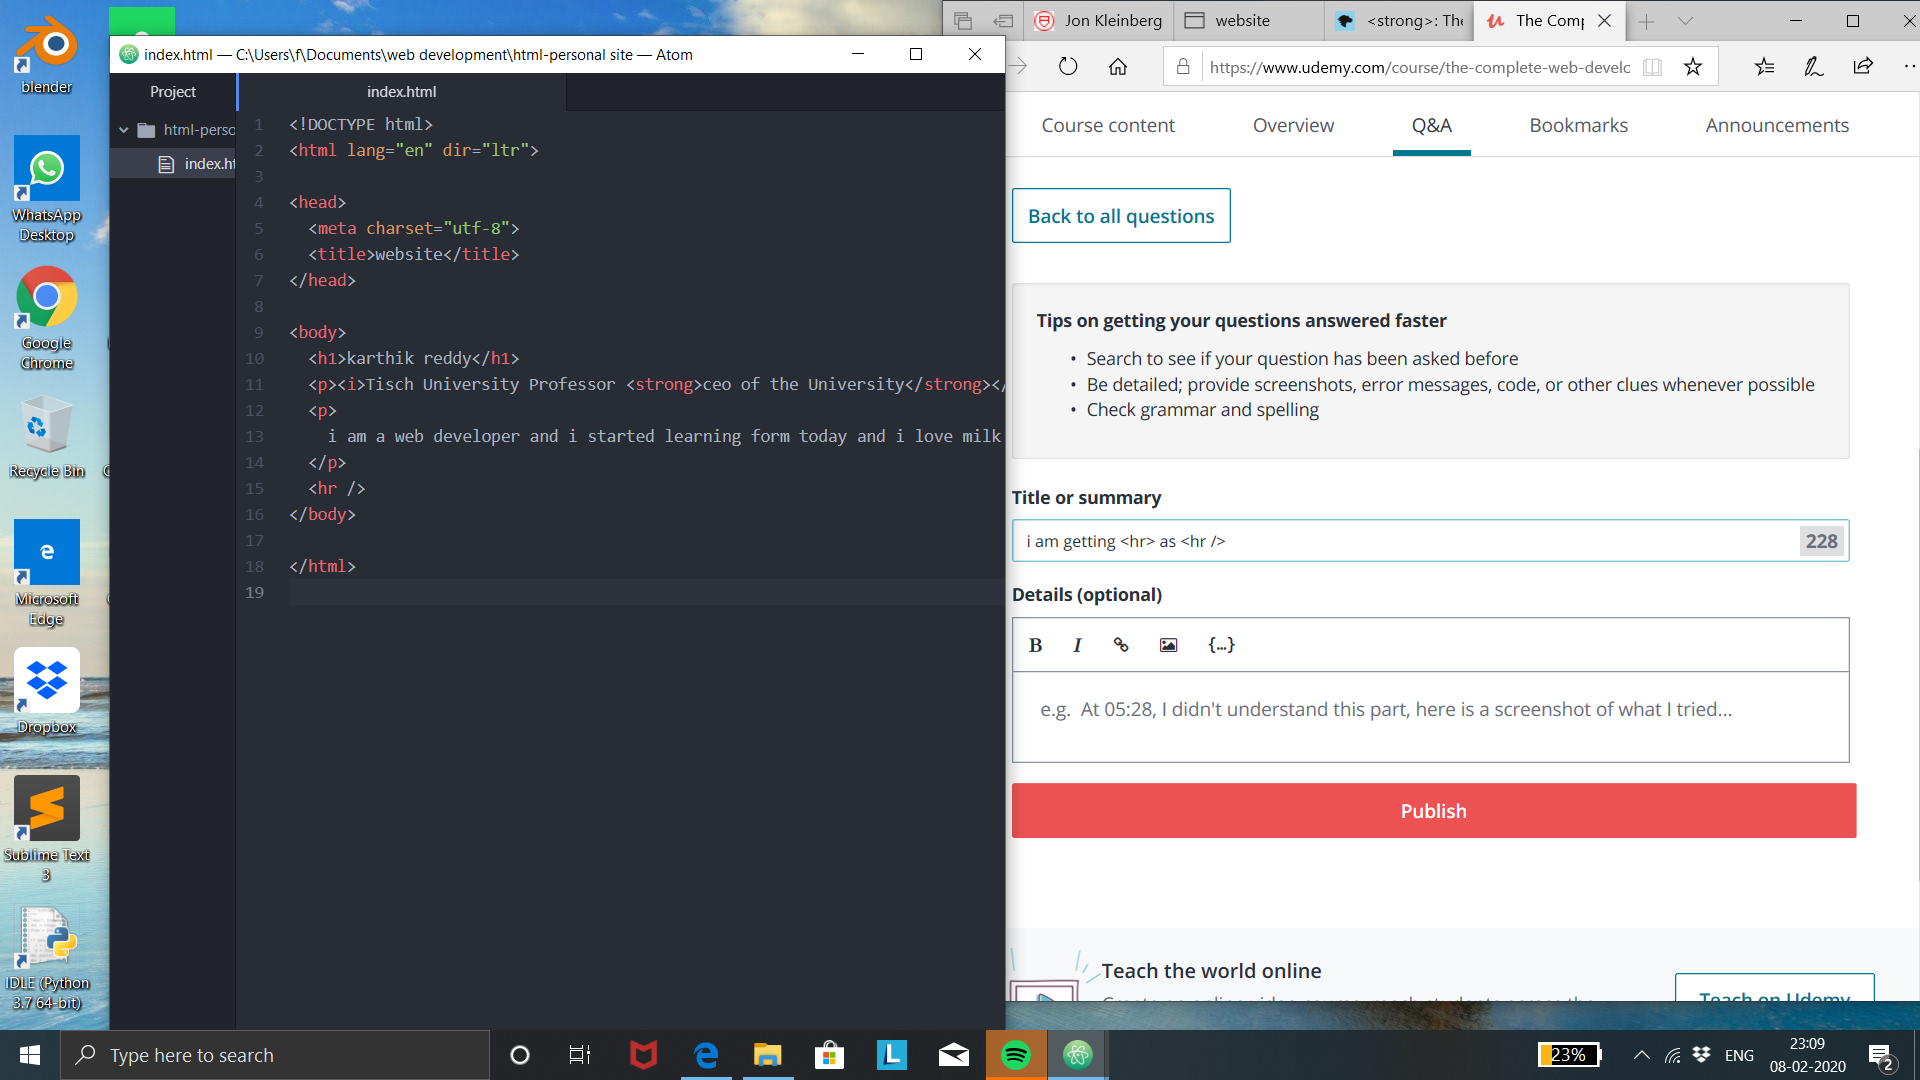 blender
WhatsApp
Desktop
Google
Chrome
Recycle Bin
Microsoft
Edge
Dropbox
Sublime Text
3
IDLE (Python
3.7 64-bit)
index.html — C:\Users\f\Documents\web development\html-personal site — Atom
Project
index.html
html-perso
index.ht
1 <!DOCTYPE html>
2 <html lang="en" dir="ltr">
3
4 <head>
5 <meta charset="utf-8">
6 <title>website</title>
7 </head>
8
9 <body>
10 <h1>karthik reddy</h1>
11 <p><i>Tisch University Professor <strong>ceo of the University</strong></
12 <p>
13 i am a web developer and i started learning form today and i love milk
14 </p>
15 <hr />
16 </body>
17
18 </html>
19
Jon Kleinberg
website
<strong>: The
The Comp
https://www.udemy.com/course/the-complete-web-develc
Course content
Overview
Q&A
Bookmarks
Announcements
Back to all questions
Tips on getting your questions answered faster
• Search to see if your question has been asked before
• Be detailed; provide screenshots, error messages, code, or other clues whenever possible
• Check grammar and spelling
Title or summary
i am getting <hr> as <hr />
228
Details (optional)
B I {...}
e.g. At 05:28, I didn't understand this part, here is a screenshot of what I tried...
Publish
Teach the world online
Teach on Udemy
Type here to search
23%
ENG
23:09
08-02-2020
2